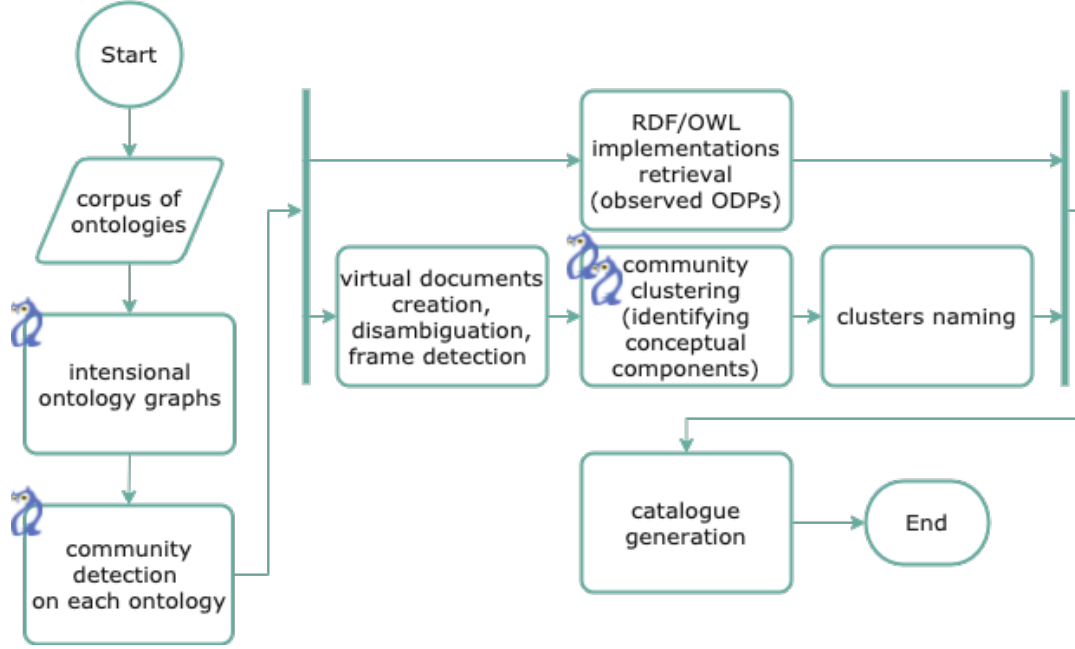 Start
corpus of
ontologies
intensional
ontology graphs
community
detection
on each ontology
RDF/OWL
implementations
retrieval
(observed ODPs)
virtual documents
creation,
disambiguation,
frame detection
community
clustering
(identifying
conceptual
components)
clusters naming
catalogue
generation
End